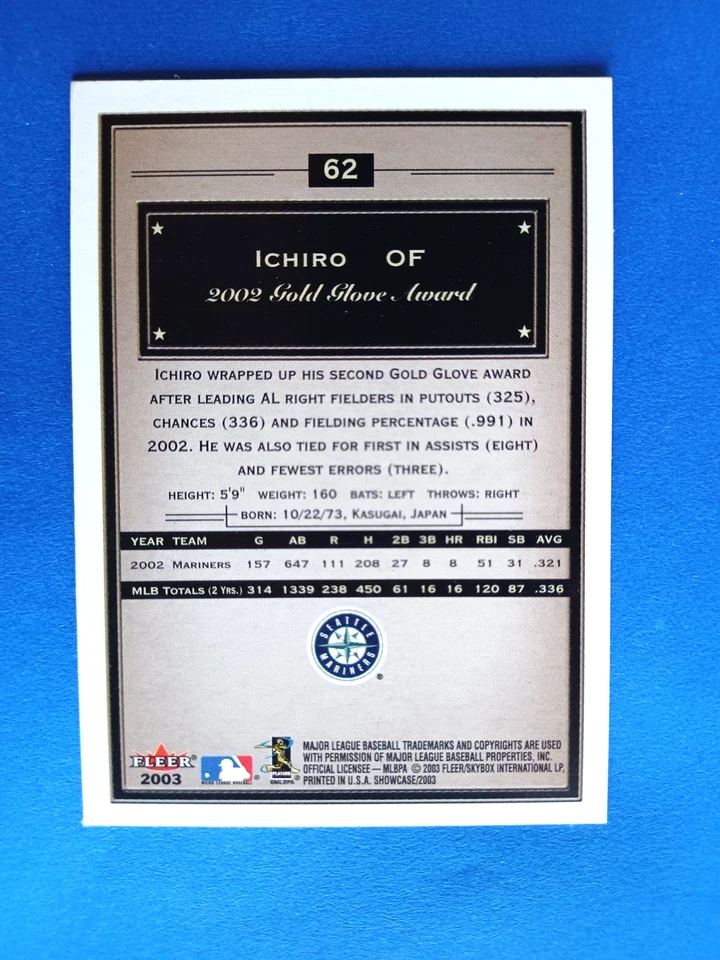 62
ICHIRO OF
2002 Gold Glove Award
ICHIRO WRAPPED UP HIS SECOND GOLD GLOVE AWARD
AFTER LEADING AL RIGHT FIELDERS IN PUTOUTS (325),
CHANCES (336) AND FIELDING PERCENTAGE (.991) IN
2002. HE WAS ALSO TIED FOR FIRST IN ASSISTS (EIGHT)
AND FEWEST ERRORS (THREE).
HEIGHT: 5'9" WEIGHT: 160 BATS: LEFT THROWS: RIGHT
BORN: 10/22/73, KASUGAI, JAPAN
YEAR TEAM G AB R H 2B 3B HR RBI SB AVG
2002 MARINERS 157 647 111 208 27 8 8 51 31 .321
MLB TOTALS (2 YRS.) 314 1339 238 450 61 16 16 120 87 .336
SEATTLE
MARINERS
®
FLEER
2003
MAJOR LEAGUE BASEBALL
PLAYERS
©MLBPA
MAJOR LEAGUE BASEBALL TRADEMARKS AND COPYRIGHTS ARE USED
WITH PERMISSION OF MAJOR LEAGUE BASEBALL PROPERTIES, INC.
OFFICIAL LICENSEE — MLBPA © 2003 FLEER/SKYBOX INTERNATIONAL LP.
PRINTED IN U.S.A. SHOWCASE/2003